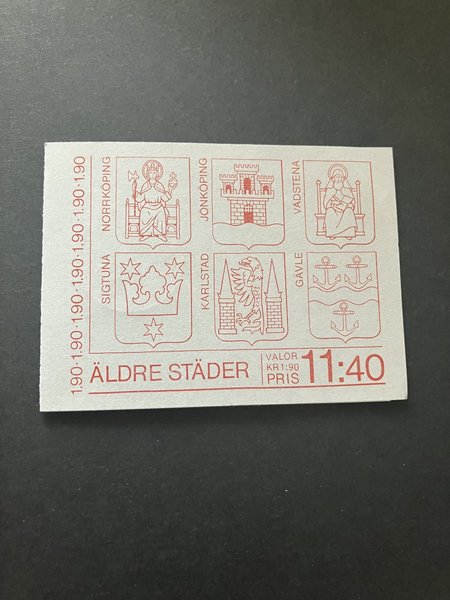 NORRKÖPING
JÖNKÖPING
VADSTENA
SIGTUNA
KARLSTAD
GÄVLE
1.90·1.90·1.90·1.90·1.90·1.90
ÄLDRE STÄDER
VALÖR
KR 1:90
PRIS 11:40